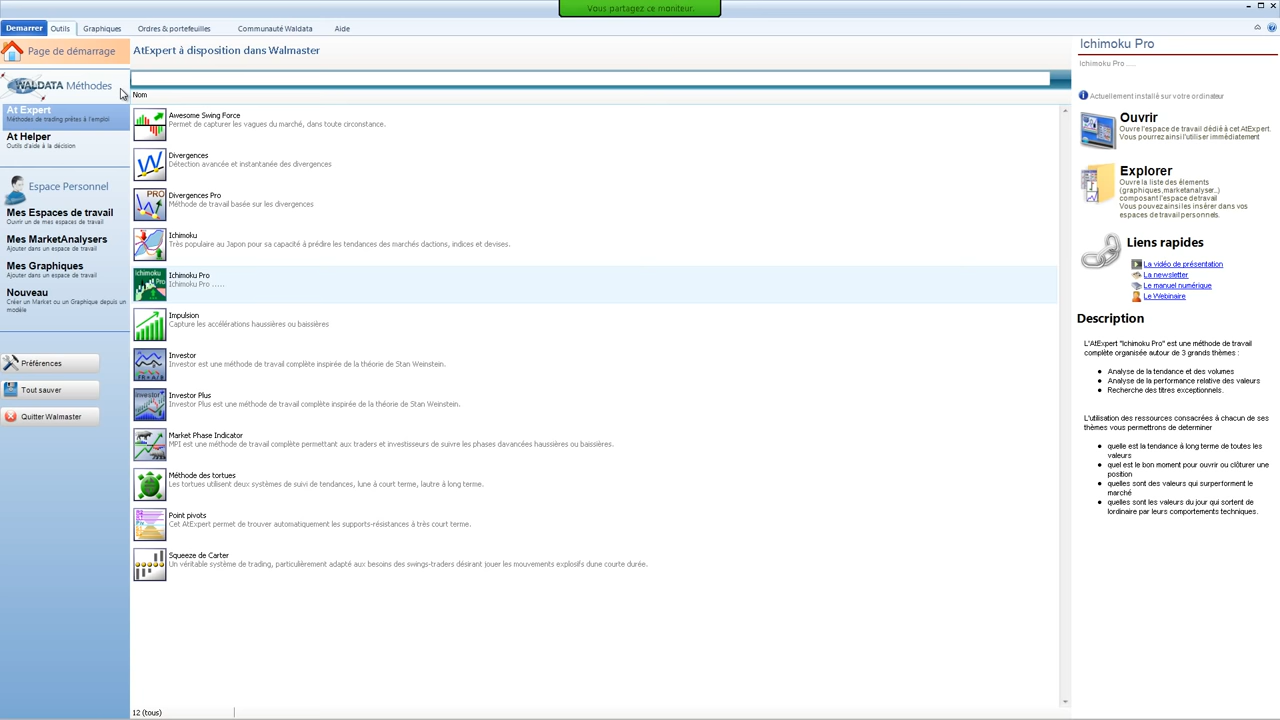 Vous partagez ce moniteur.
Demarrer
Outils
Graphiques
Ordres & portefeuilles
Communauté Waldata
Aide
Page de démarrage
WALDATA Méthodes
At Expert
Méthodes de trading prêtes à l'emploi
At Helper
Outils d'aide à la décision
Espace Personnel
Mes Espaces de travail
Ouvrir un de mes espaces de travail
Mes MarketAnalysers
Ajouter dans un espace de travail
Mes Graphiques
Ajouter dans un espace de travail
Nouveau
Créer un Market ou un Graphique depuis un
modèle
Préférences
Tout sauver
Quitter Walmaster
AtExpert à disposition dans Walmaster
Nom
Awesome Swing Force
Permet de capturer les vagues du marché, dans toute circonstance.
Divergences
Détection avancée et instantanée des divergences
PRO
Divergences Pro
Méthode de travail basée sur les divergences
Ichimoku
Très populaire au Japon pour sa capacité à prédire les tendances des marchés dactions, indices et devises.
Ichimoku
Pro
Ichimoku Pro
Ichimoku Pro .....
Impulsion
Capture les accélérations haussières ou baissières
Investor
Investor est une méthode de travail complète inspirée de la théorie de Stan Weinstein.
Investor
Investor Plus
Investor Plus est une méthode de travail complète inspirée de la théorie de Stan Weinstein.
Market Phase Indicator
MPI est une méthode de travail complète permettant aux traders et investisseurs de suivre les phases davancées haussières ou baissières.
Méthode des tortues
Les tortues utilisent deux systèmes de suivi de tendances, lune à court terme, lautre à long terme.
Point pivots
Cet AtExpert permet de trouver automatiquement les supports-résistances à très court terme.
Squeeze de Carter
Un véritable système de trading, particulièrement adapté aux besoins des swings-traders désirant jouer les mouvements explosifs dune courte durée.
12 (tous)
Ichimoku Pro
Ichimoku Pro .....
Actuellement installé sur votre ordinateur
Ouvrir
Ouvre l'espace de travail dédié à cet AtExpert.
Vous pourrez ainsi l'utiliser immédiatement
Explorer
Ouvre la liste des élements
(graphiques,marketanalyser...)
composant l'espace de travail
Vous pouvez ainsi les insérer dans vos
espaces de travail personnels.
Liens rapides
La vidéo de présentation
La newsletter
Le manuel numérique
Le Webinaire
Description
L'AtExpert "Ichimoku Pro" est une méthode de travail
complète organisée autour de 3 grands thèmes :
Analyse de la tendance et des volumes
Analyse de la performance relative des valeurs
Recherche des titres exceptionnels.
L'utilisation des ressources consacrées à chacun de ses
thèmes vous permettrons de determiner
quelle est la tendance à long terme de toutes les
valeurs
quel est le bon moment pour ouvrir ou clôturer une
position
quelles sont des valeurs qui surperforment le
marché
quelles sont les valeurs du jour qui sortent de
lordinaire par leurs comportements techniques.